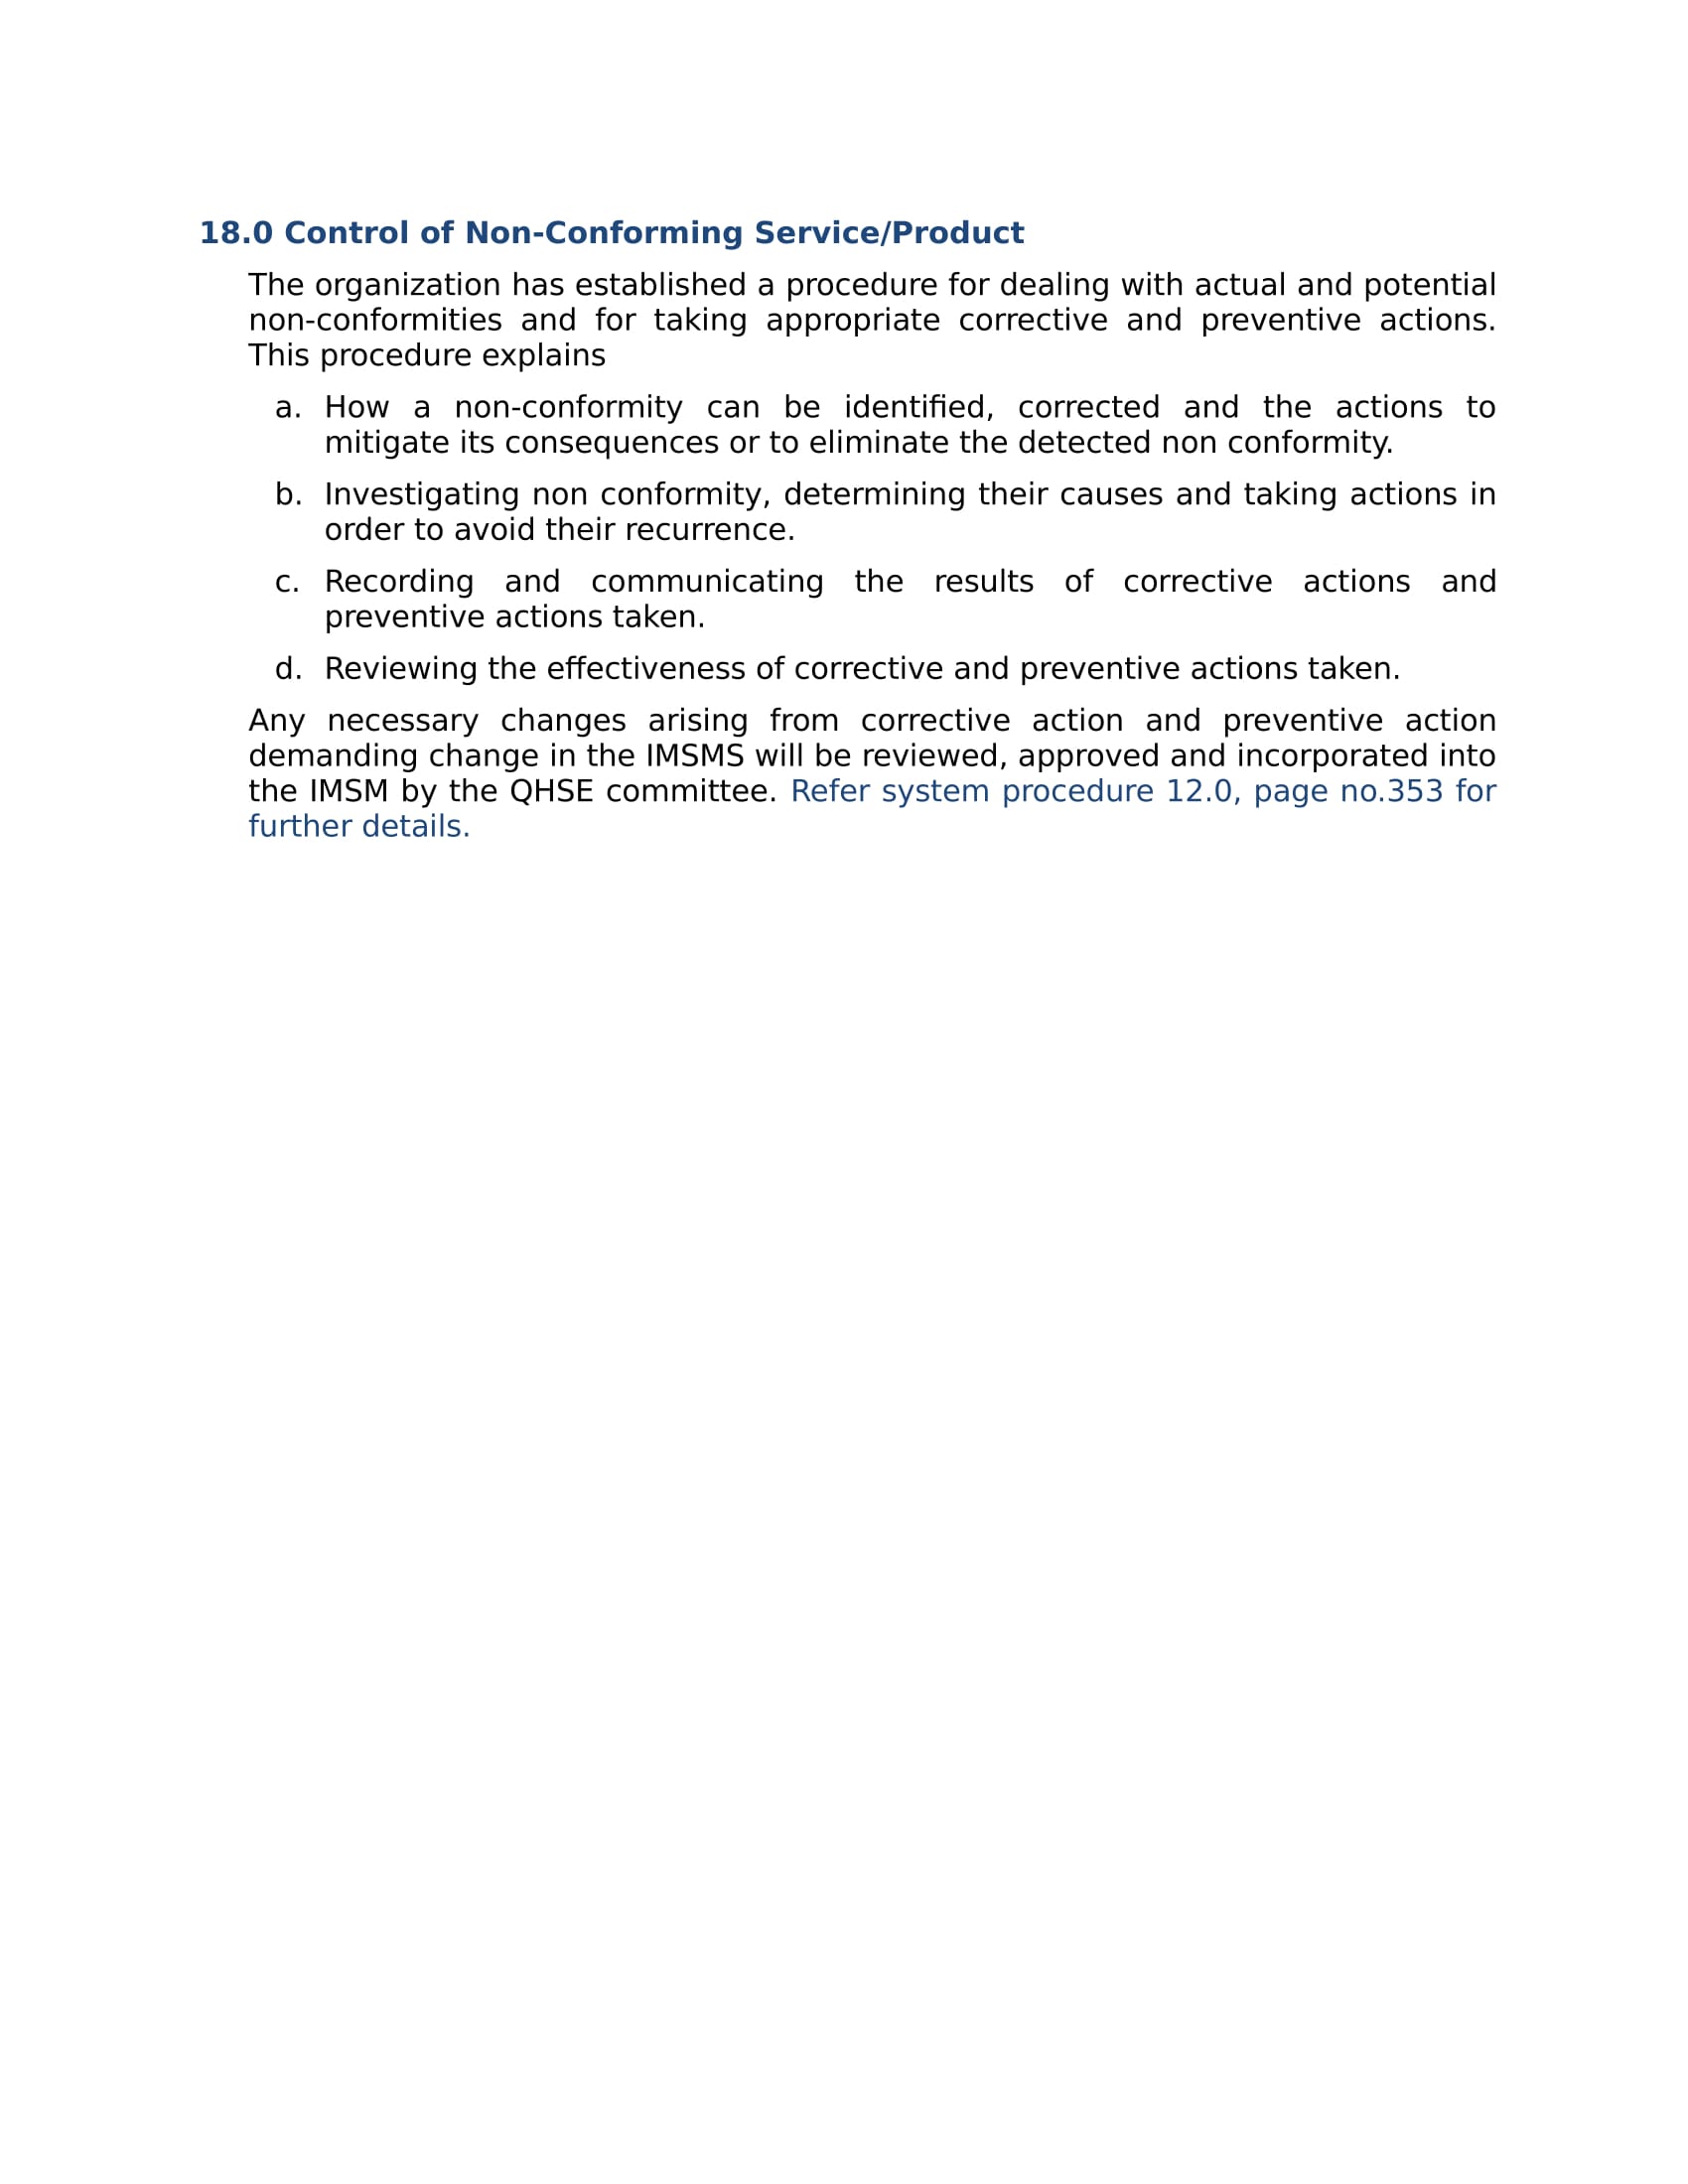 18.0 Control of Non-Conforming Service/Product
The organization has established a procedure for dealing with actual and potential
non-conformities and for taking appropriate corrective and preventive actions.
This procedure explains
a. How a non-conformity can be identified, corrected and the actions to
mitigate its consequences or to eliminate the detected non conformity.
b. Investigating non conformity, determining their causes and taking actions in
order to avoid their recurrence.
c. Recording and communicating the results of corrective actions and
preventive actions taken.
d. Reviewing the effectiveness of corrective and preventive actions taken.
Any necessary changes arising from corrective action and preventive action
demanding change in the IMSMS will be reviewed, approved and incorporated into
the IMSM by the QHSE committee. Refer system procedure 12.0, page no.353 for
further details.